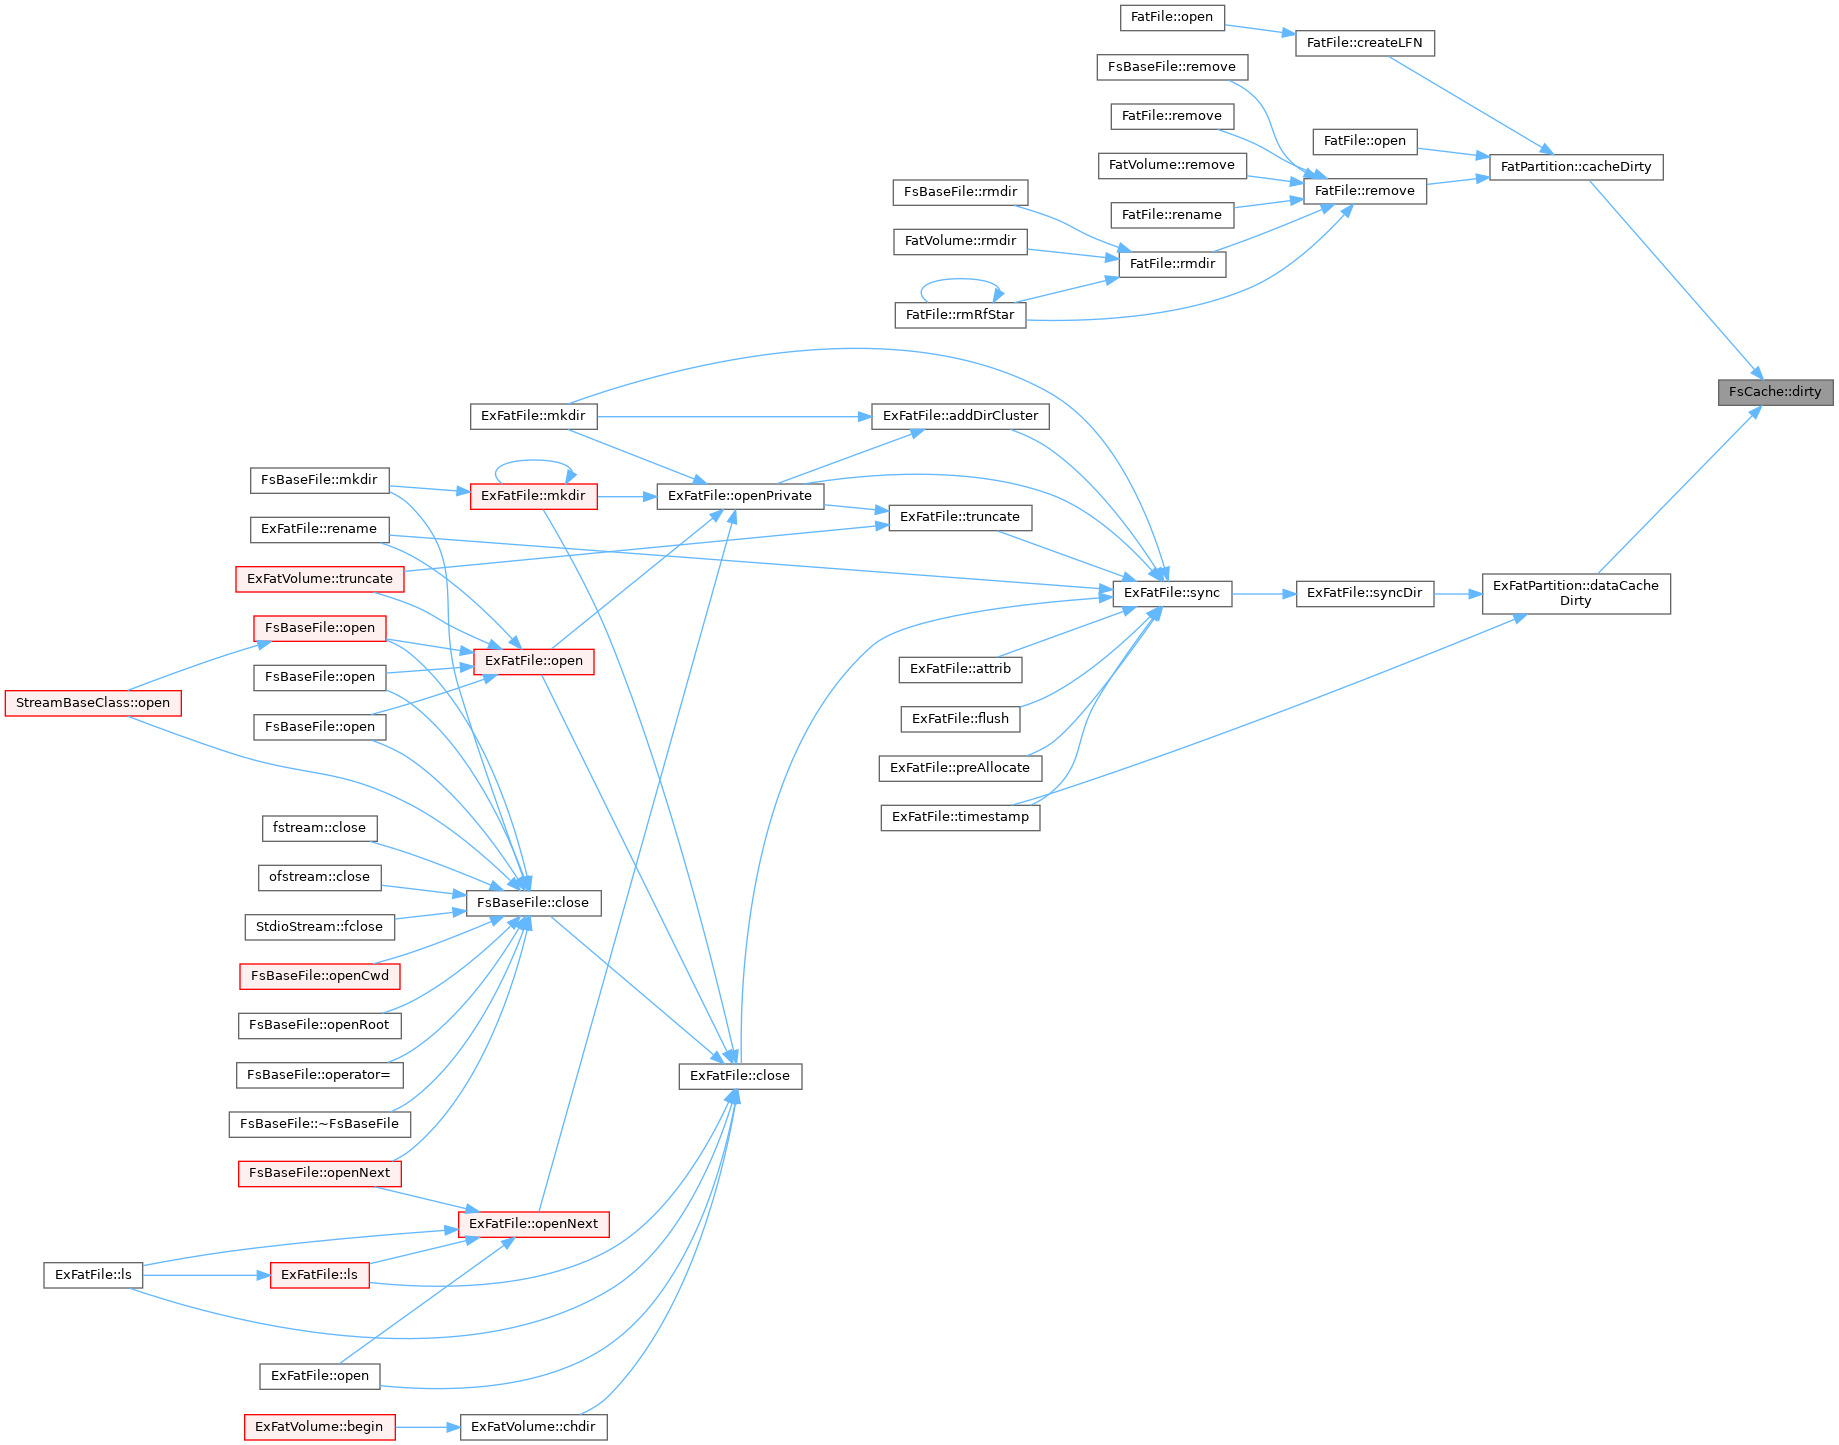 FatFile::open
FatFile::createLFN
FsBaseFile::remove
FatFile::remove
FatFile::open
FatVolume::remove
FatPartition::cacheDirty
FsBaseFile::rmdir
FatFile::remove
FatFile::rename
FatVolume::rmdir
FatFile::rmdir
FatFile::rmRfStar
FsCache::dirty
ExFatFile::mkdir
ExFatFile::addDirCluster
FsBaseFile::mkdir
ExFatFile::mkdir
ExFatFile::openPrivate
ExFatFile::rename
ExFatFile::truncate
ExFatVolume::truncate
ExFatFile::sync
ExFatFile::syncDir
ExFatPartition::dataCache
Dirty
FsBaseFile::open
ExFatFile::open
ExFatFile::attrib
FsBaseFile::open
StreamBaseClass::open
ExFatFile::flush
FsBaseFile::open
ExFatFile::preAllocate
ExFatFile::timestamp
fstream::close
ofstream::close
FsBaseFile::close
StdioStream::fclose
FsBaseFile::openCwd
FsBaseFile::openRoot
FsBaseFile::operator=
ExFatFile::close
FsBaseFile::~FsBaseFile
FsBaseFile::openNext
ExFatFile::openNext
ExFatFile::ls
ExFatFile::ls
ExFatFile::open
ExFatVolume::begin
ExFatVolume::chdir